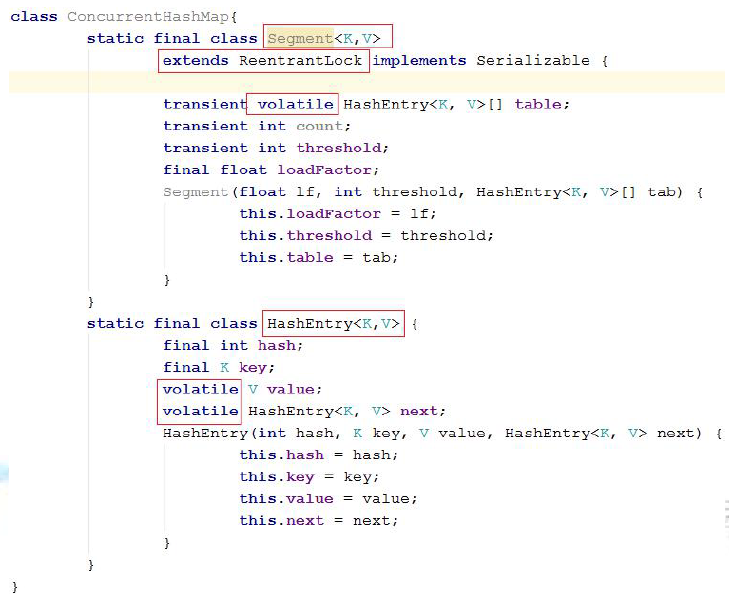 class ConcurrentHashMap{
static final class Segment<K,V>
extends ReentrantLock implements Serializable {
transient volatile HashEntry<K, V>[] table;
transient int count;
transient int threshold;
final float loadFactor;
Segment(float lf, int threshold, HashEntry<K, V>[] tab) {
this.loadFactor = lf;
this.threshold = threshold;
this.table = tab;
}
}
static final class HashEntry<K,V> {
final int hash;
final K key;
volatile V value;
volatile HashEntry<K, V> next;
HashEntry(int hash, K key, V value, HashEntry<K, V> next) {
this.hash = hash;
this.key = key;
this.value = value;
this.next = next;
}
}
}